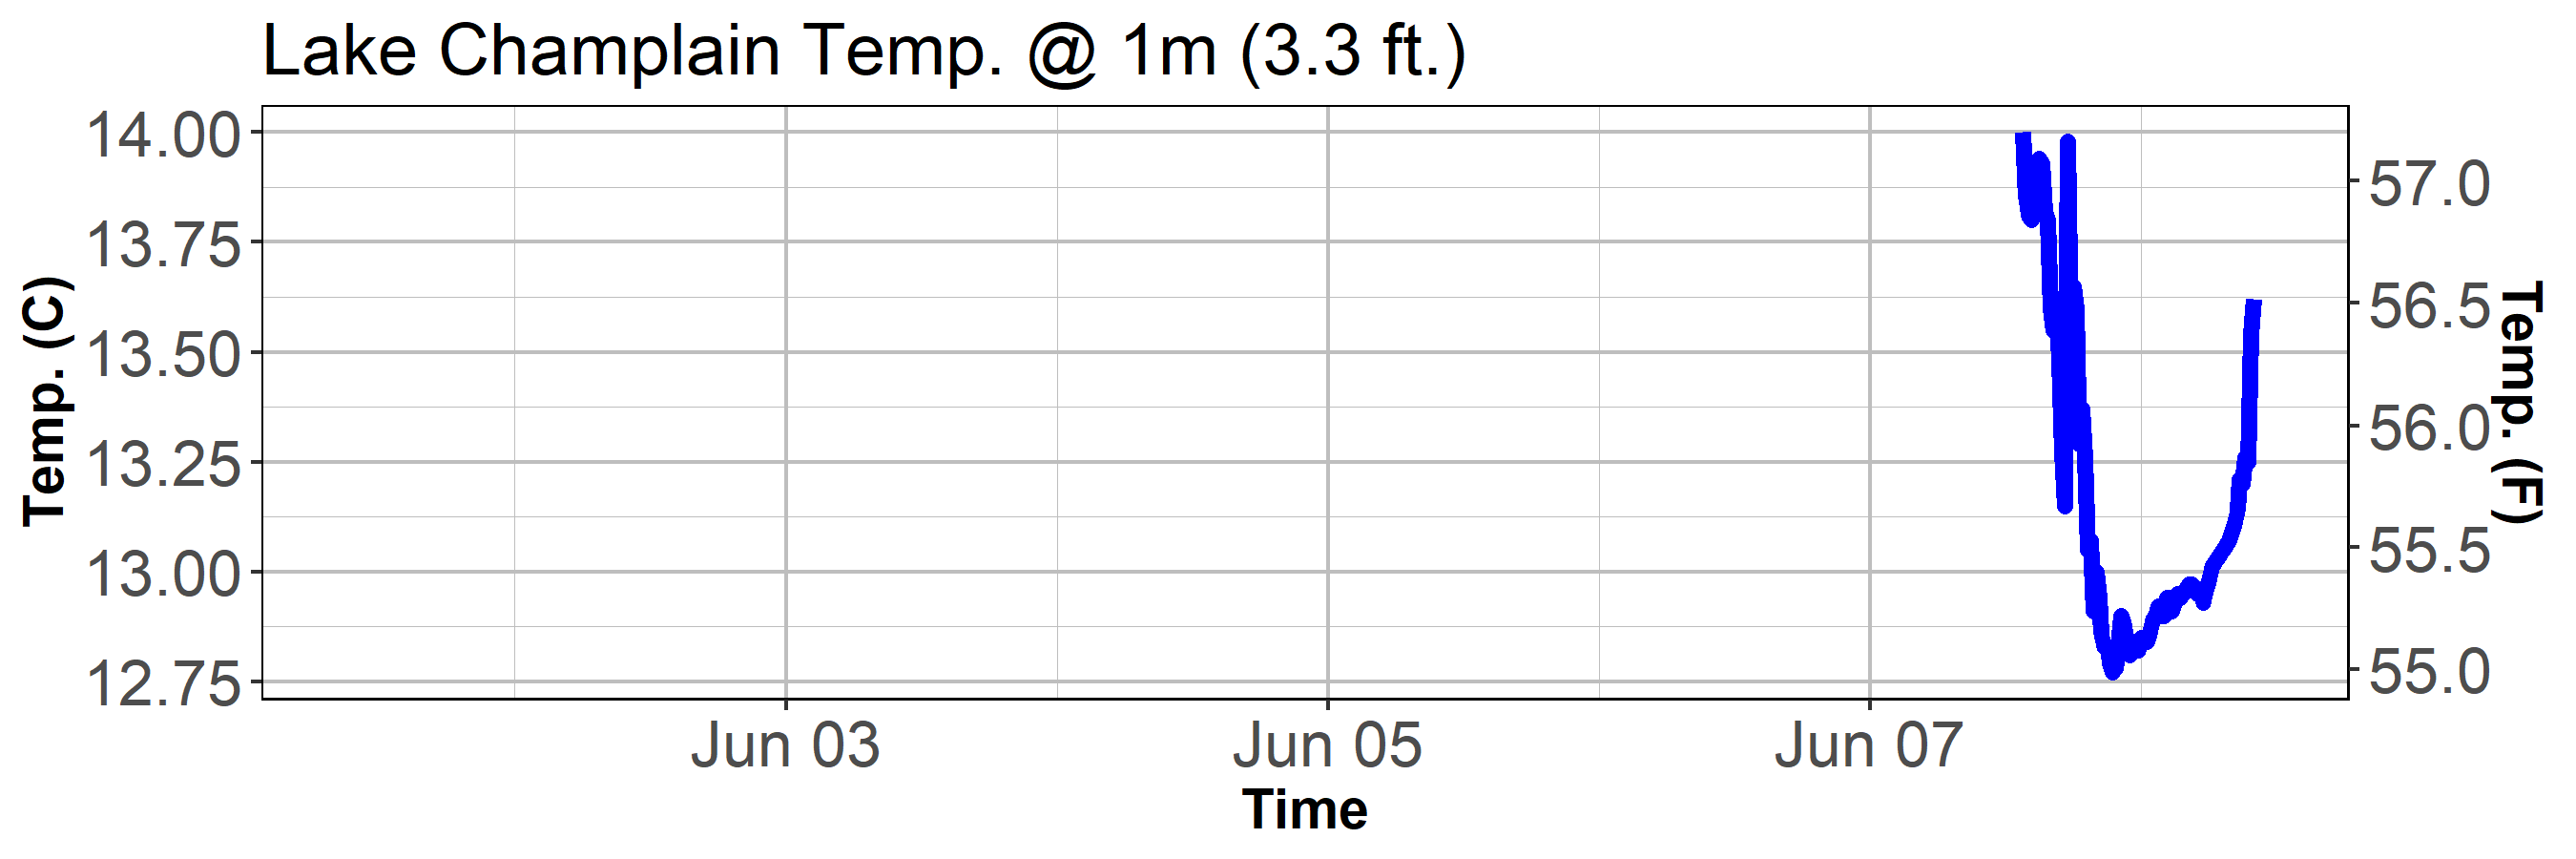 Lake Champlain Temp. @ 1m (3.3 ft.)
14.00
13.75
13.50
13.25
13.00
12.75
Temp. (C)
57.0
56.5
56.0
55.5
55.0
Temp. (F)
Jun 03 Jun 05 Jun 07
Time